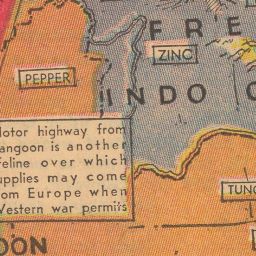 FRE
ZINC
PEPPER
INDO C
Motor highway from
angoon is another
feline over which
upplies may come
om Europe when
Western war permits
TUNG
OON